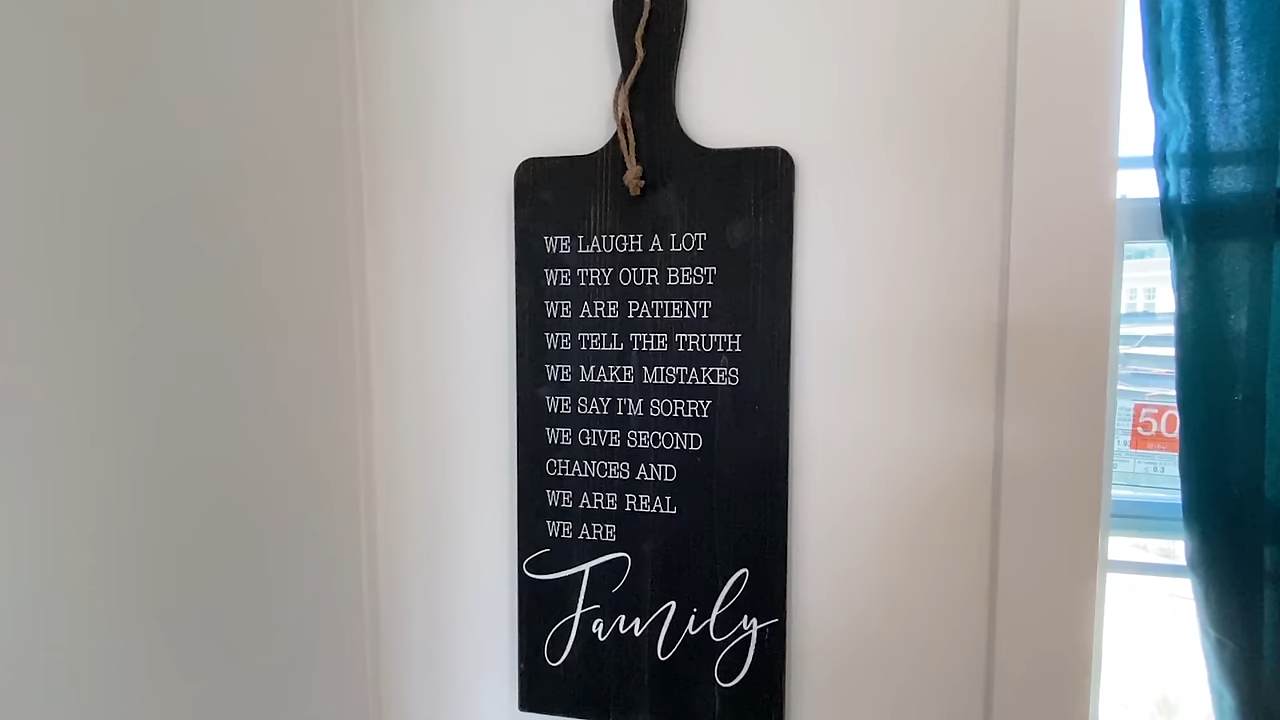 WE LAUGH A LOT
WE TRY OUR BEST
WE ARE PATIENT
WE TELL THE TRUTH
WE MAKE MISTAKES
WE SAY I'M SORRY
WE GIVE SECOND
CHANCES AND
WE ARE REAL
WE ARE
Family
50